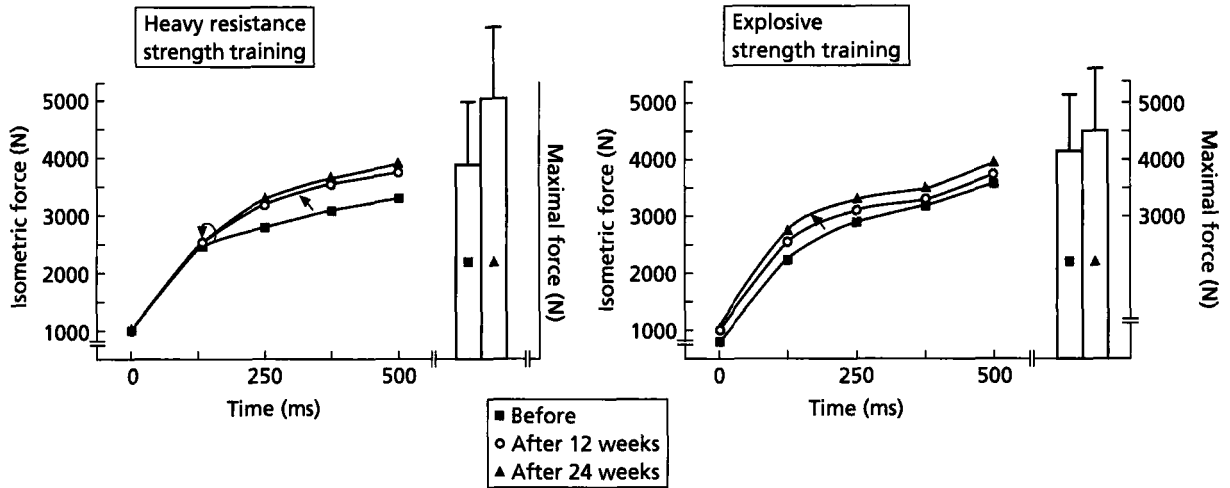 Heavy resistance
strength training
Isometric force (N)
5000
4000
3000
2000
1000
0
250
500
Time (ms)
Maximal force (N)
Explosive
strength training
Isometric force (N)
5000
4000
3000
2000
1000
0
250
500
Time (ms)
5000
4000
3000
Maximal force (N)
Before
After 12 weeks
After 24 weeks